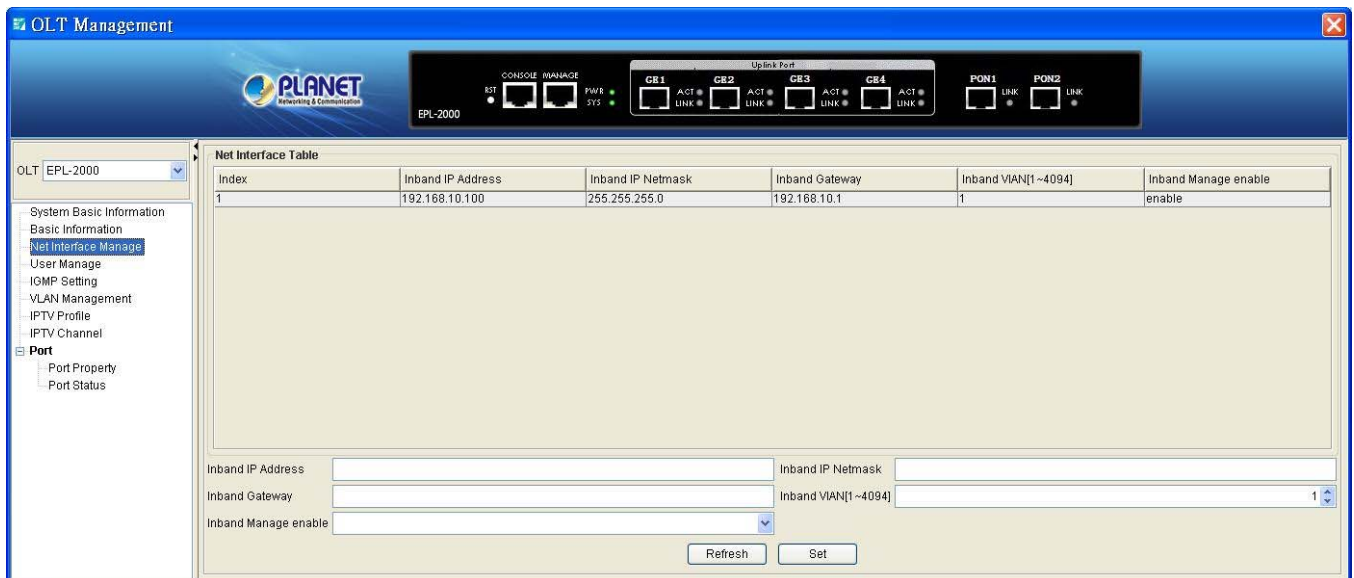 OLT Management
PLANET
Networking & Communication
EPL-2000
RST
CONSOLE MANAGE
PWR
SYS
Uplink Port
GE1 GE2 GE3 GE4
ACT ACT ACT ACT
LINK LINK LINK LINK
PON1 PON2
LINK LINK
OLT EPL-2000
System Basic Information
Basic Information
Net Interface Manage
User Manage
IGMP Setting
VLAN Management
IPTV Profile
IPTV Channel
Port
Port Property
Port Status
Net Interface Table
Index Inband IP Address Inband IP Netmask Inband Gateway Inband VIAN[1~4094] Inband Manage enable
1 192.168.10.100 255.255.255.0 192.168.10.1 1 enable
Inband IP Address Inband IP Netmask
Inband Gateway Inband VIAN[1~4094] 1
Inband Manage enable
Refresh Set